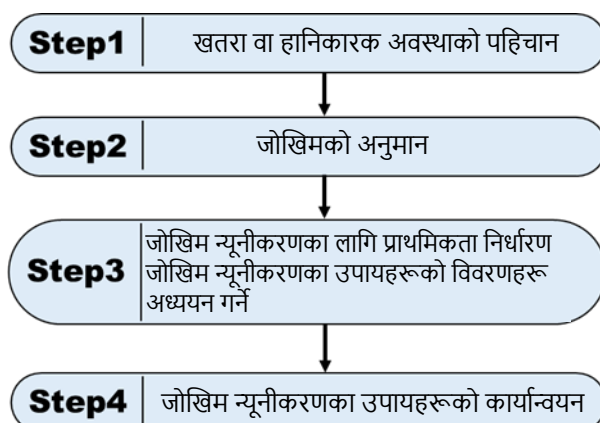 Step1 खतरा वा हानिकारक अवस्थाको पहिचान
Step2 जोखिमको अनुमान
Step3
जोखिम न्यूनीकरणका लागि प्राथमिकता निर्धारण
जोखिम न्यूनीकरणका उपायहरूको विवरणहरू
अध्ययन गर्ने
Step4 जोखिम न्यूनीकरणका उपायहरूको कार्यान्वयन